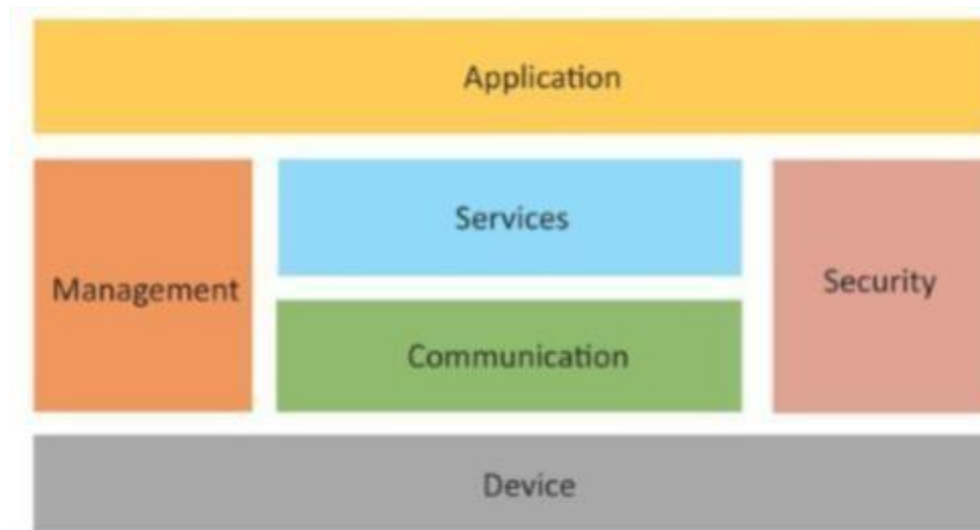 Application
Services
Management
Security
Communication
Device